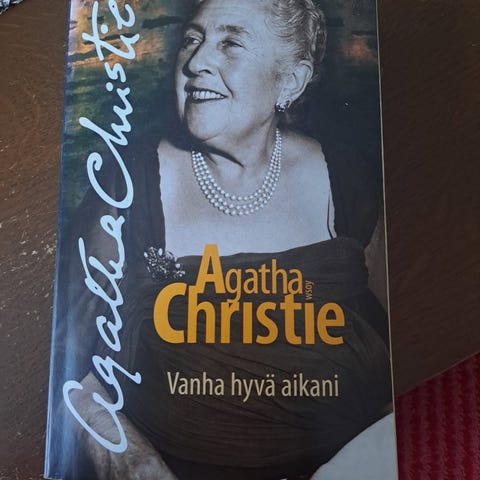 Agatha Christie
Agatha
wsoy
Christie
Vanha hyvä aikani